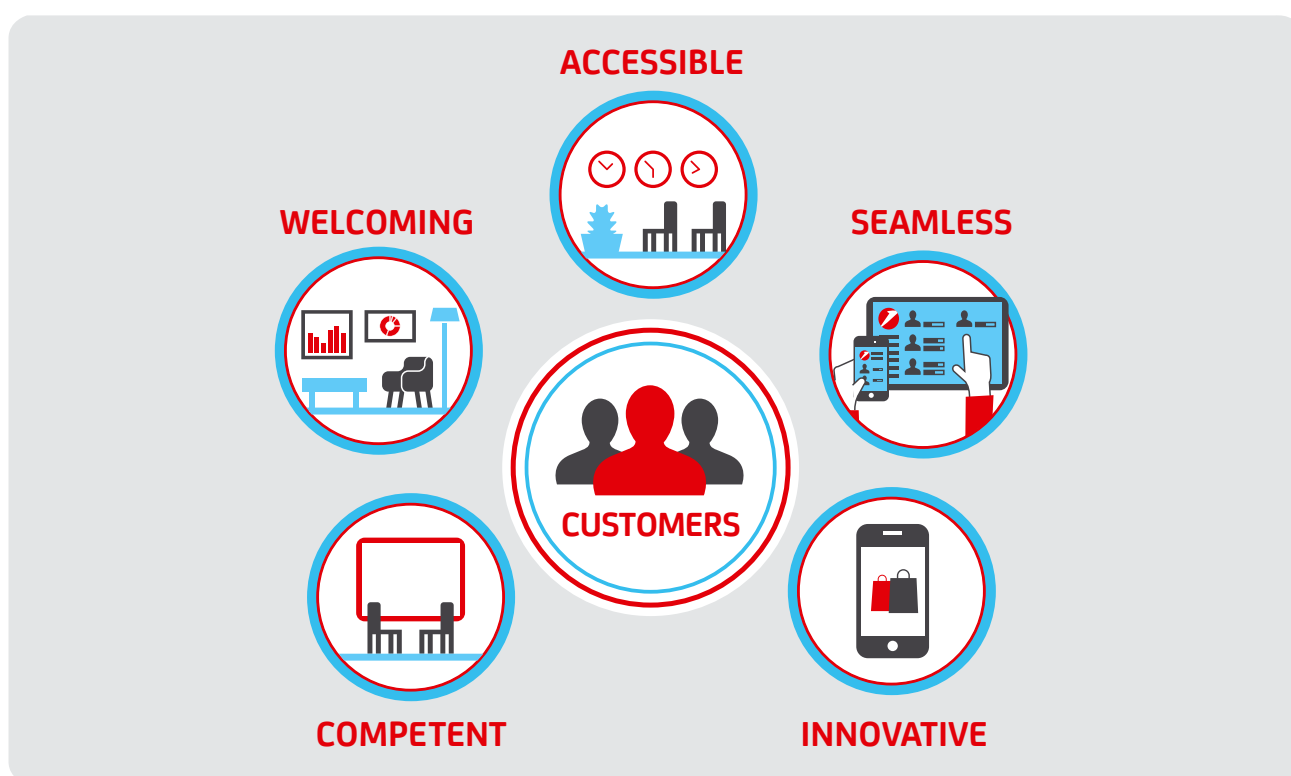 ACCESSIBLE
WELCOMING
SEAMLESS
CUSTOMERS
COMPETENT
INNOVATIVE